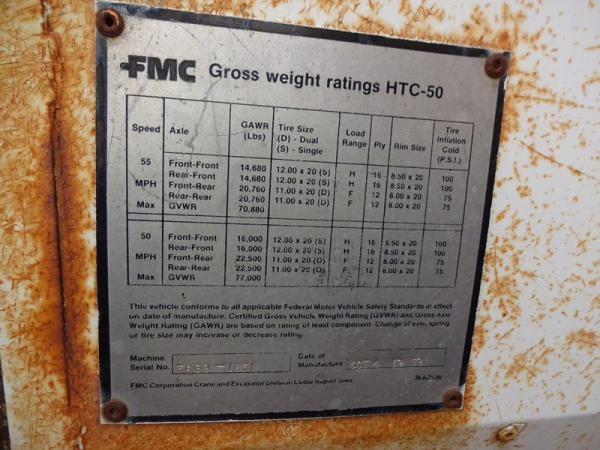 FMC Gross weight ratings HTC-50
Speed Axle GAWR (Lbs) Tire Size (D) - Dual (S) - Single Load Range Ply Rim Size Tire Inflation Cold (P.S.I.)
55 Front-Front 14,680 12.00 x 20 (S) H 16 8.50 x 20 100
Rear-Front 14,680 12.00 x 20 (S) H 16 8.50 x 20 100
MPH Front-Rear 20,760 11.00 x 20 (D) F 12 8.00 x 20 75
Rear-Rear 20,760 11.00 x 20 (D) F 12 8.00 x 20 75
Max GVWR 70,880
50 Front-Front 16,000 12.00 x 20 (S) H 16 8.50 x 20 100
Rear-Front 16,000 12.00 x 20 (S) H 16 8.50 x 20 100
MPH Front-Rear 22,500 11.00 x 20 (D) F 12 8.00 x 20 75
Rear-Rear 22,500 11.00 x 20 (D) F 12 8.00 x 20 75
Max GVWR 77,000
This vehicle conforms to all applicable Federal Motor Vehicle Safety Standards in effect
on date of manufacture. Certified Gross Vehicle Weight Rating (GVWR) and Gross Axle
Weight Rating (GAWR) are based on rating of least component. Change of axle, spring
or tire size may increase or decrease rating.
Machine Serial No. Date of Manufacture
FMC Corporation Crane and Excavator Division Cedar Rapids Iowa